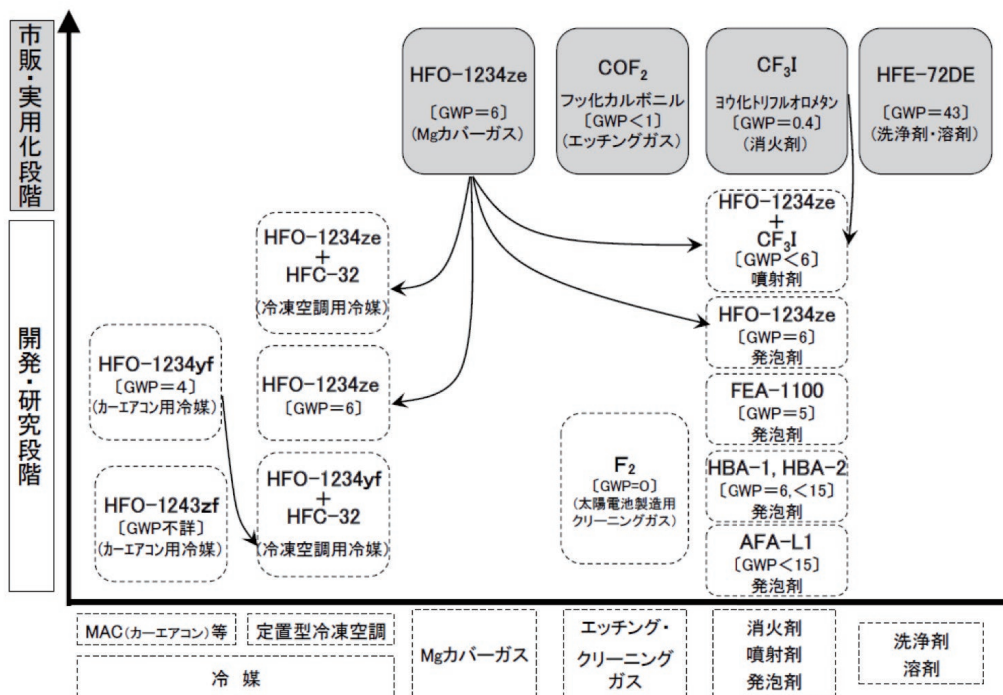 市販・実用化段階
開発・研究段階
HFO-1234ze
〔GWP=6〕
(Mgカバーガス)
COF₂
フッ化カルボニル
〔GWP<1〕
(エッチングガス)
CF₃I
ヨウ化トリフルオロメタン
〔GWP=0.4〕
(消火剤)
HFE-72DE
〔GWP=43〕
(洗浄剤・溶剤)
HFO-1234ze
+
CF₃I
〔GWP<6〕
噴射剤
HFO-1234ze
+
HFC-32
(冷凍空調用冷媒)
HFO-1234ze
〔GWP=6〕
発泡剤
HFO-1234yf
〔GWP=4〕
(カーエアコン用冷媒)
HFO-1234ze
〔GWP=6〕
FEA-1100
〔GWP=5〕
発泡剤
F₂
[GWP=0]
(太陽電池製造用
クリーニングガス)
HBA-1, HBA-2
〔GWP=6,<15〕
発泡剤
HFO-1243zf
〔GWP不詳〕
(カーエアコン用冷媒)
HFO-1234yf
+
HFC-32
(冷凍空調用冷媒)
AFA-L1
〔GWP<15〕
発泡剤
MAC(カーエアコン)等
定置型冷凍空調
冷 媒
Mgカバーガス
エッチング・
クリーニング
ガス
消火剤
噴射剤
発泡剤
洗浄剤
溶剤